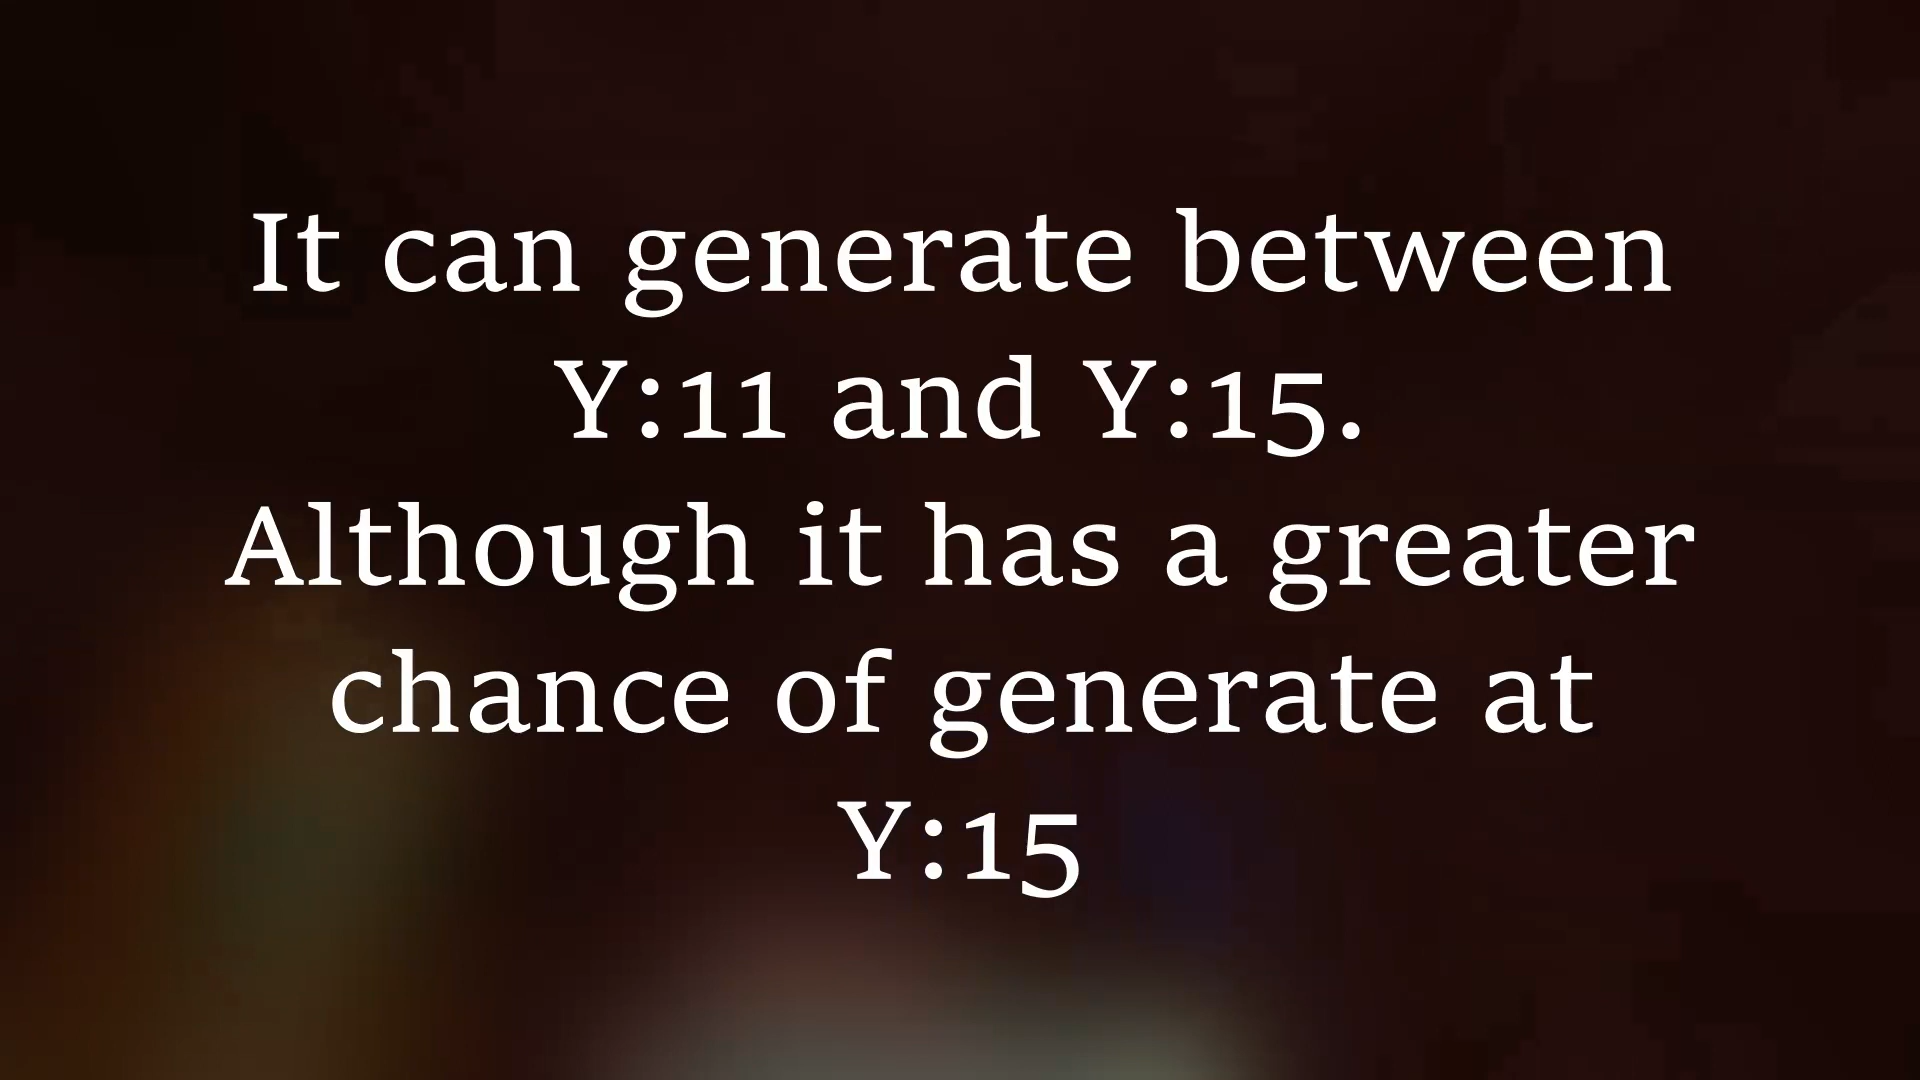 It can generate between
Y:11 and Y:15.
Although it has a greater
chance of generate at
Y:15